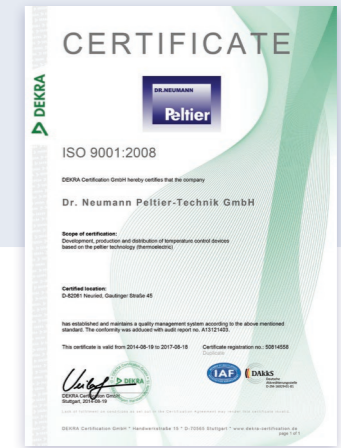 CERTIFICATE
DEKRA
DR.NEUMANN
Peltier
ISO 9001:2008
DEKRA Certification GmbH hereby certifies that the company
Dr. Neumann Peltier-Technik GmbH
Scope of certification:
Development, production and distribution of temperature control devices
based on the peltier technology (thermoelectric)
Certified location:
D-82061 Neuried, Gautinger Straße 45
has established and maintains a quality management system according to the above mentioned
standard. The conformity was adduced with audit report no. A13121403.
This certificate is valid from 2014-08-19 to 2017-08-18
Certificate registration no.: 50814558
Duplicate
DEKRA
IAF
DAkkS
Deutsche
Akkreditierungsstelle
DEKRA Certification GmbH
Stuttgart, 2014-08-19
DEKRA Certification GmbH * Handwerkstraße 15 * D-70565 Stuttgart * www.dekra-certification.de
page 1 of 1